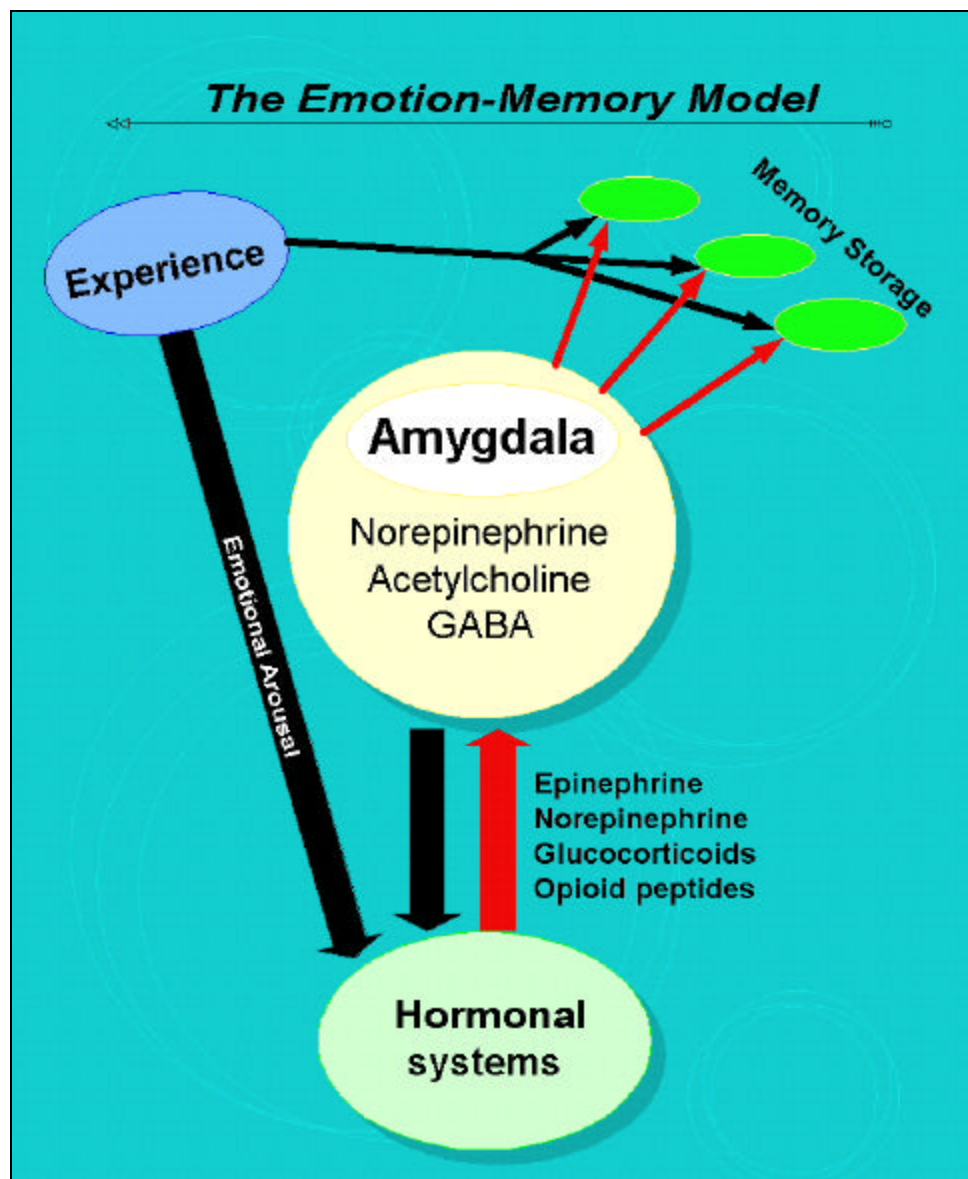 The Emotion-Memory Model
Memory Storage
Experience
Amygdala
Norepinephrine
Acetylcholine
GABA
Emotional Arousal
Epinephrine
Norepinephrine
Glucocorticoids
Opioid peptides
Hormonal
systems